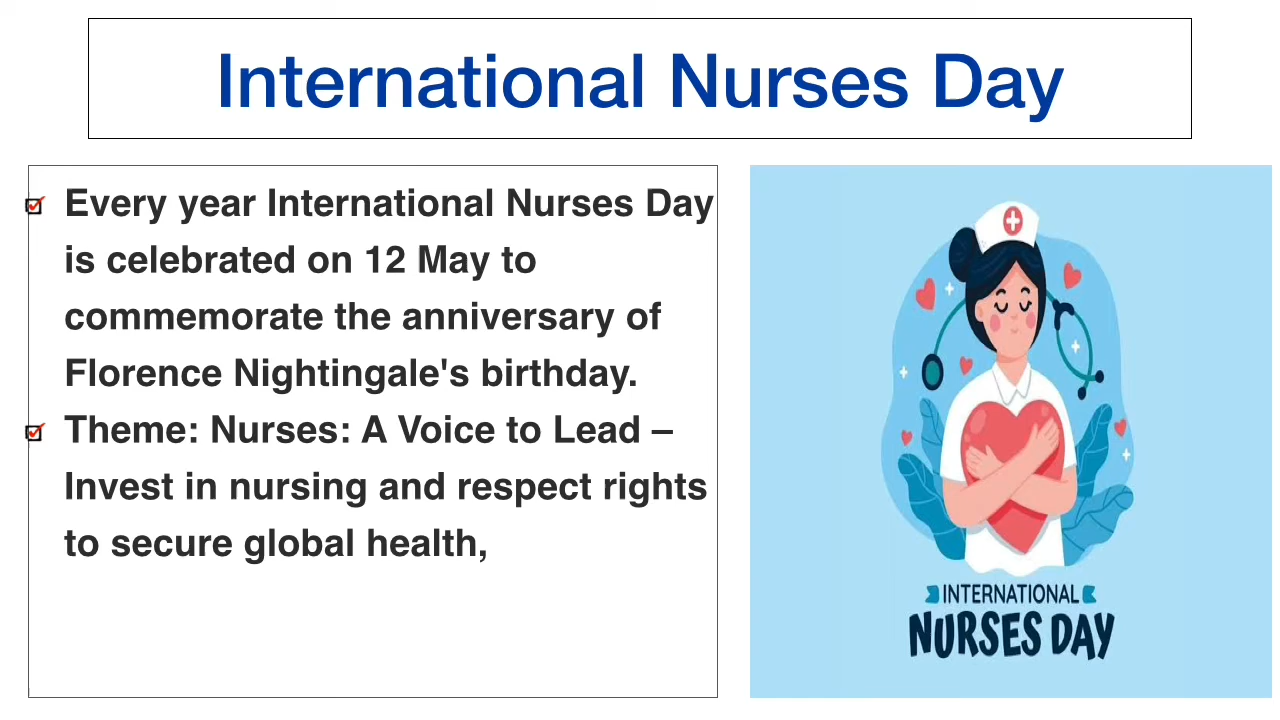 International Nurses Day
Every year International Nurses Day
is celebrated on 12 May to
commemorate the anniversary of
Florence Nightingale's birthday.
Theme: Nurses: A Voice to Lead –
Invest in nursing and respect rights
to secure global health,
INTERNATIONAL
NURSES DAY